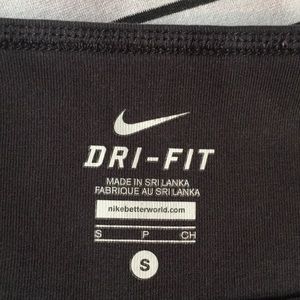 DRI-FIT
MADE IN SRI LANKA
FABRIQUE AU SRI LANKA
nikebetterworld.com
S P CH
S